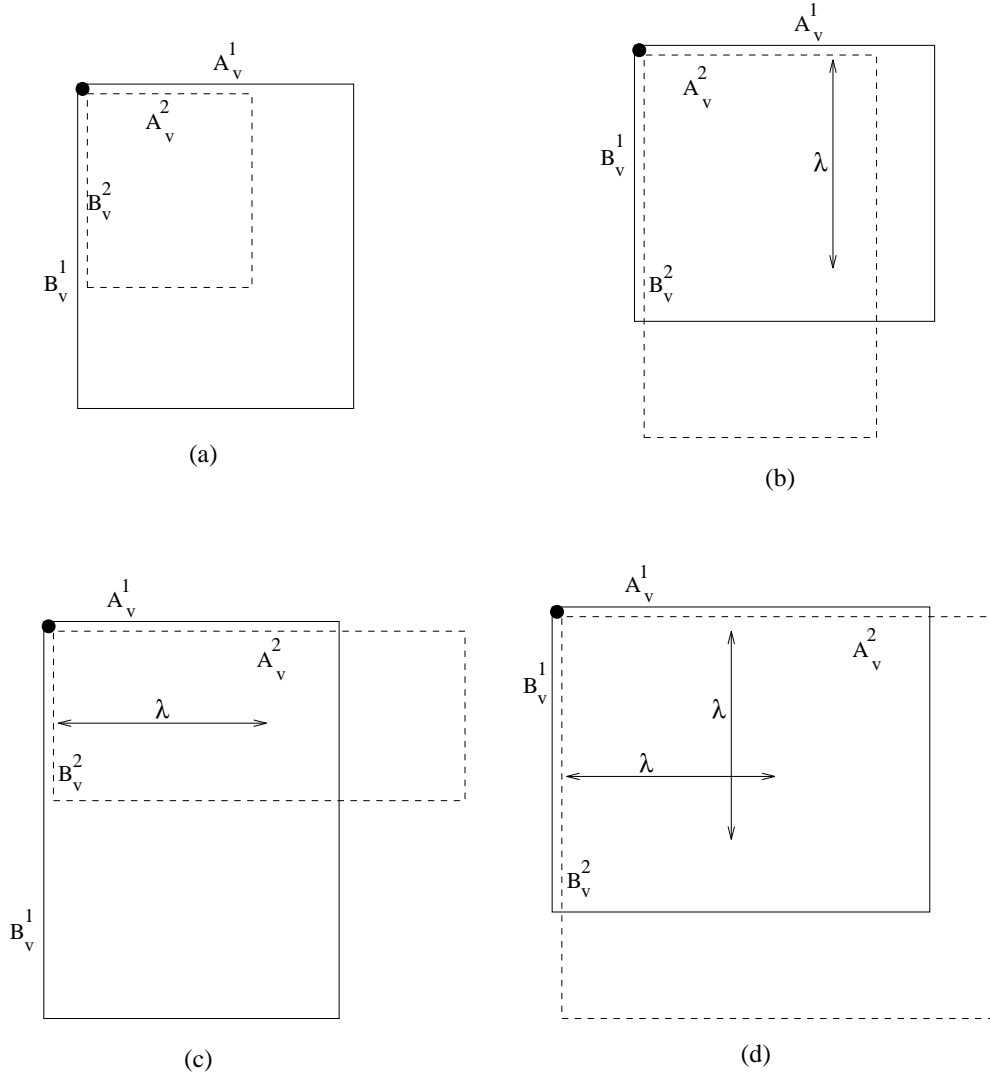 A_v^1
A_v^2
B_v^2
B_v^1
(a)
A_v^1
A_v^2
B_v^1
λ
B_v^2
(b)
A_v^1
A_v^2
λ
B_v^2
B_v^1
(c)
A_v^1
A_v^2
B_v^1
λ
λ
B_v^2
(d)